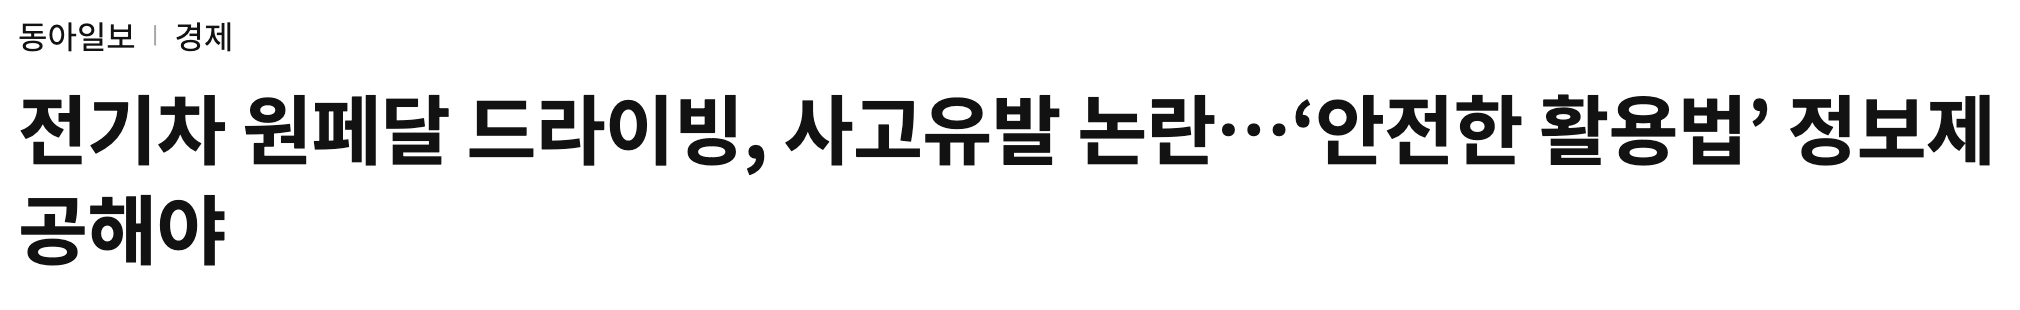 동아일보 | 경제
전기차 원페달 드라이빙, 사고유발 논란…‘안전한 활용법’ 정보제
공해야